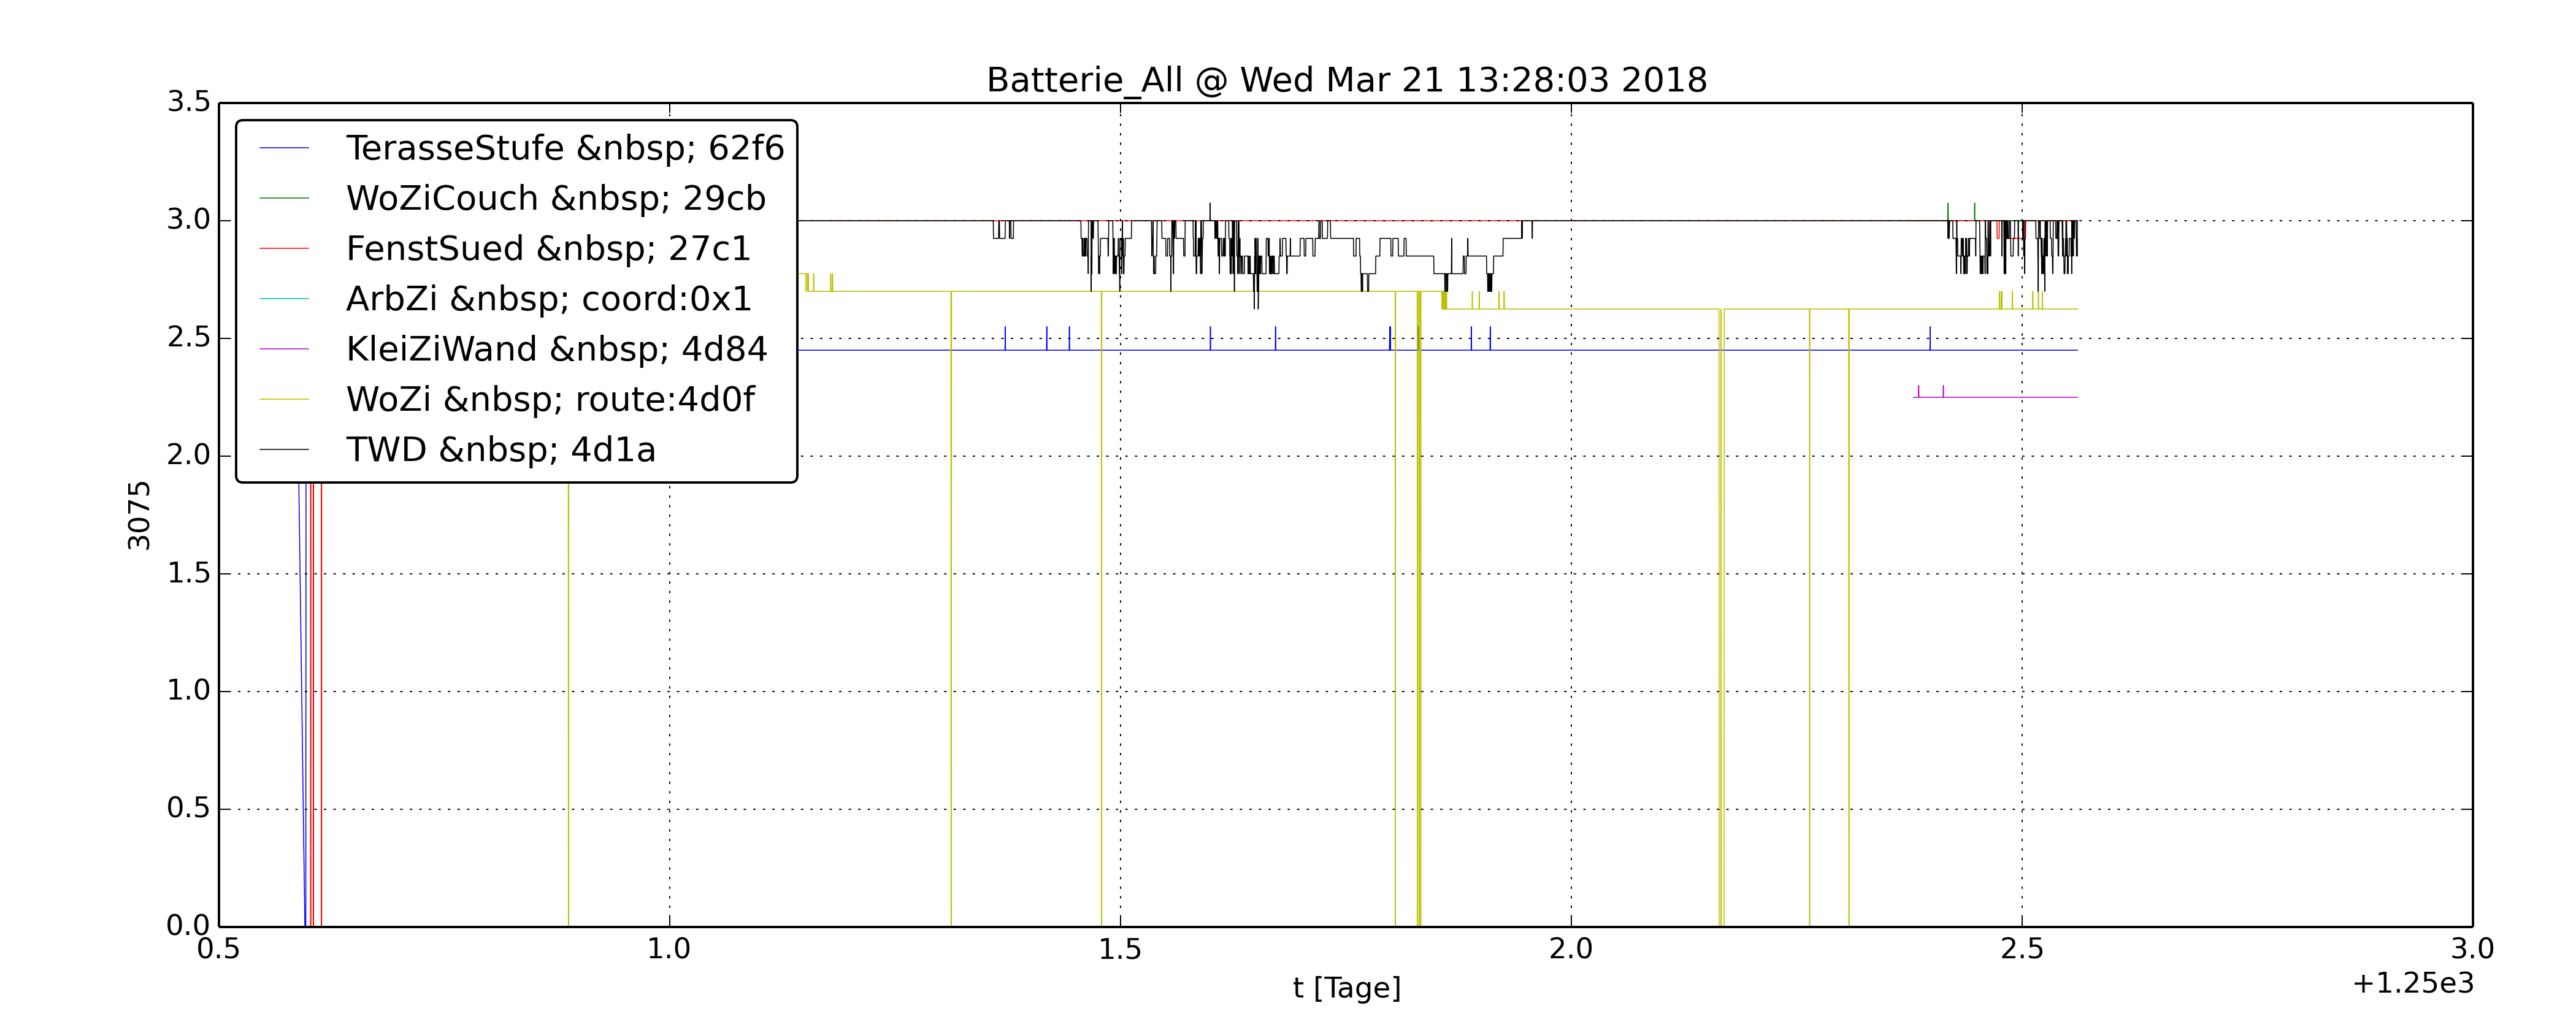 Batterie_All @ Wed Mar 21 13:28:03 2018
3.5
3.0
2.5
2.0
1.5
1.0
0.5
0.0
3075
TerasseStufe &nbsp; 62f6
WoZiCouch &nbsp; 29cb
FenstSued &nbsp; 27c1
ArbZi &nbsp; coord:0x1
KleiZiWand &nbsp; 4d84
WoZi &nbsp; route:4d0f
TWD &nbsp; 4d1a
0.5 1.0 1.5 2.0 2.5 3.0
t [Tage]
+1.25e3